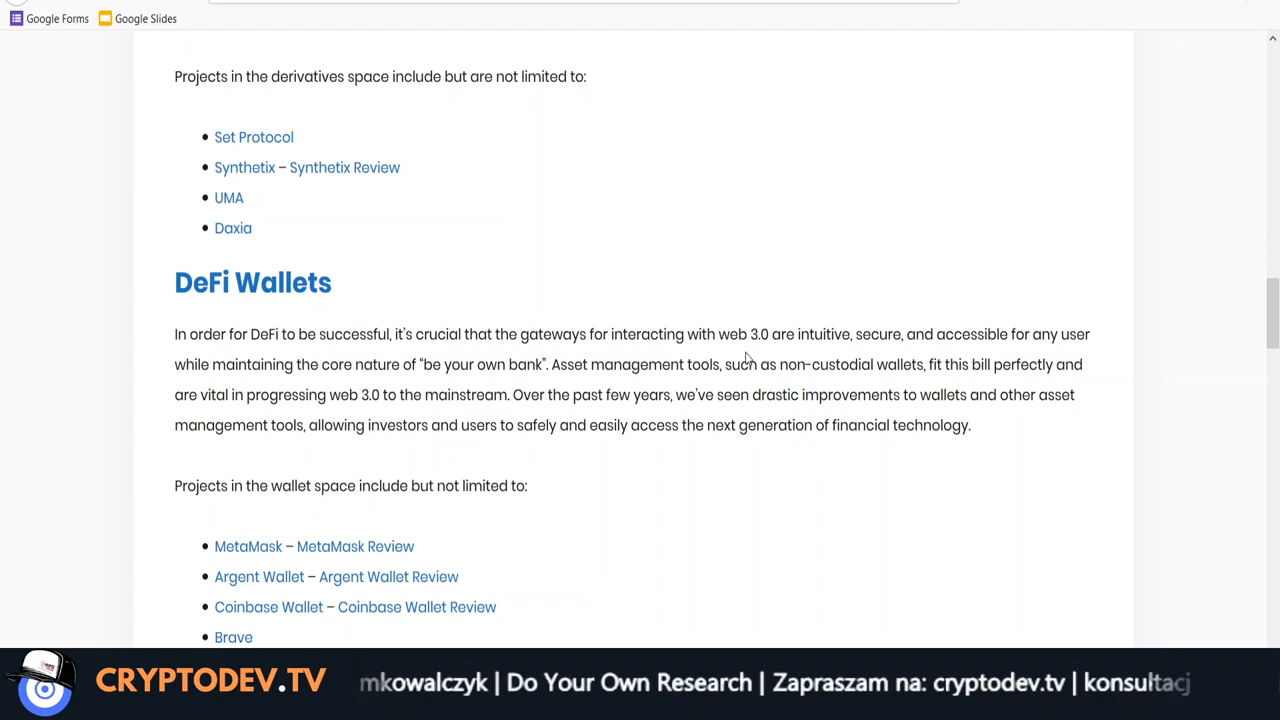 Google Forms
Google Slides
Projects in the derivatives space include but are not limited to:
Set Protocol
Synthetix – Synthetix Review
UMA
Daxia
DeFi Wallets
In order for DeFi to be successful, it's crucial that the gateways for interacting with web 3.0 are intuitive, secure, and accessible for any user
while maintaining the core nature of "be your own bank". Asset management tools, such as non-custodial wallets, fit this bill perfectly and
are vital in progressing web 3.0 to the mainstream. Over the past few years, we've seen drastic improvements to wallets and other asset
management tools, allowing investors and users to safely and easily access the next generation of financial technology.
Projects in the wallet space include but not limited to:
MetaMask – MetaMask Review
Argent Wallet – Argent Wallet Review
Coinbase Wallet – Coinbase Wallet Review
Brave
CRYPTODEV.TV
mkowalczyk | Do Your Own Research | Zapraszam na: cryptodev.tv | konsultacj